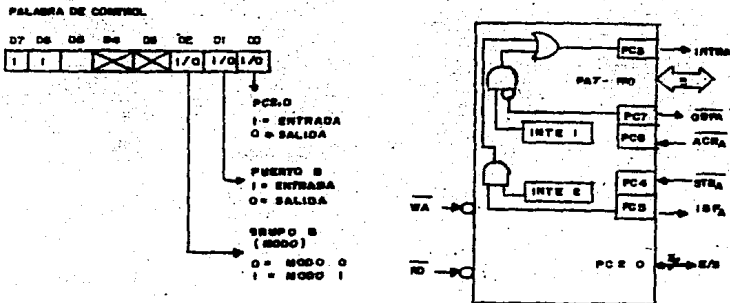 PALABRA DE CONTROL
D7 D6 D5 D4 D3 D2 D1 D0
1 1 1/0 1/0 1/0
PC2.0
1 = ENTRADA
0 = SALIDA
PUERTO B
1 = ENTRADA
0 = SALIDA
GRUPO B
(MODO)
0 = MODO 0
1 = MODO 1
PC3
INTRA
PA7-PA0
PC7
OBFA
INTE 1
PC6
ACKA
PC4
STBA
INTE 2
PC5
IBFA
WA
RD
PC2 0
E/S